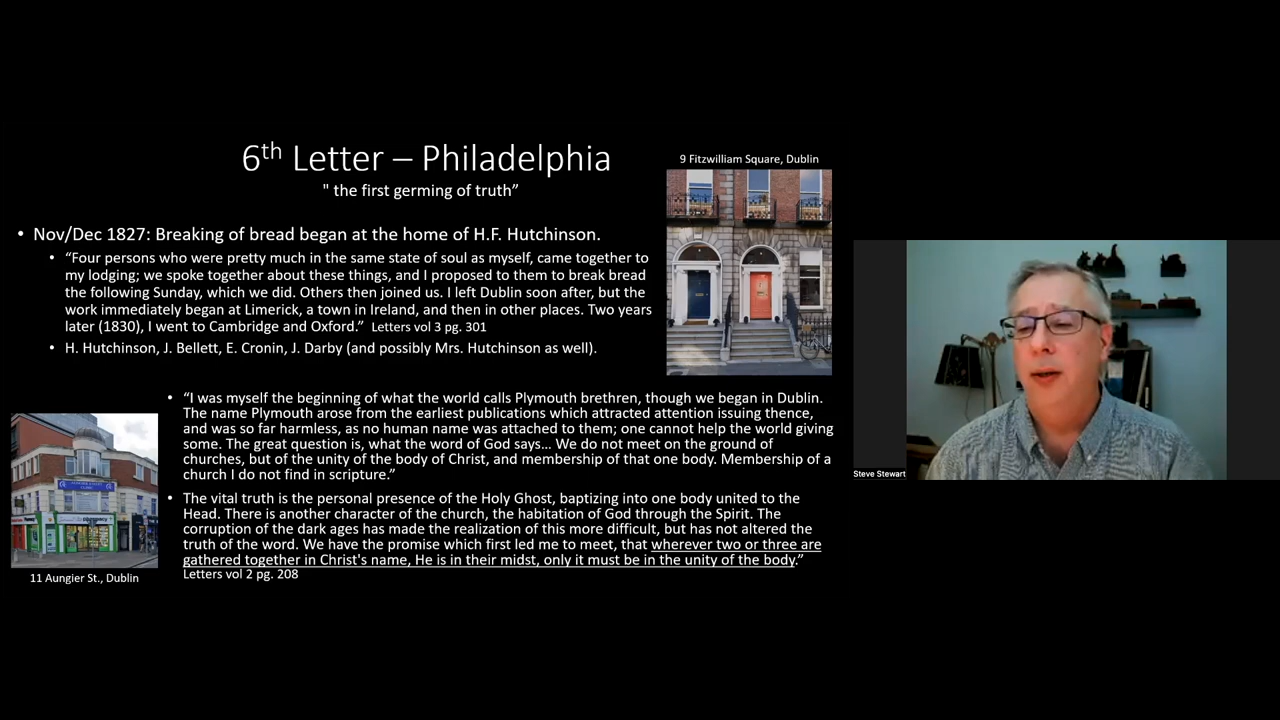 6th Letter – Philadelphia
" the first germing of truth”
9 Fitzwilliam Square, Dublin
• Nov/Dec 1827: Breaking of bread began at the home of H.F. Hutchinson.
• “Four persons who were pretty much in the same state of soul as myself, came together to
my lodging; we spoke together about these things, and I proposed to them to break bread
the following Sunday, which we did. Others then joined us. I left Dublin soon after, but the
work immediately began at Limerick, a town in Ireland, and then in other places. Two years
later (1830), I went to Cambridge and Oxford.” Letters vol 3 pg. 301
• H. Hutchinson, J. Bellett, E. Cronin, J. Darby (and possibly Mrs. Hutchinson as well).
• “I was myself the beginning of what the world calls Plymouth brethren, though we began in Dublin.
The name Plymouth arose from the earliest publications which attracted attention issuing thence,
and was so far harmless, as no human name was attached to them; one cannot help the world giving
some. The great question is, what the word of God says… We do not meet on the ground of
churches, but of the unity of the body of Christ, and membership of that one body. Membership of a
church I do not find in scripture.”
• The vital truth is the personal presence of the Holy Ghost, baptizing into one body united to the
Head. There is another character of the church, the habitation of God through the Spirit. The
corruption of the dark ages has made the realization of this more difficult, but has not altered the
truth of the word. We have the promise which first led me to meet, that wherever two or three are
gathered together in Christ's name, He is in their midst, only it must be in the unity of the body.”
Letters vol 2 pg. 208
11 Aungier St., Dublin
Steve Stewart